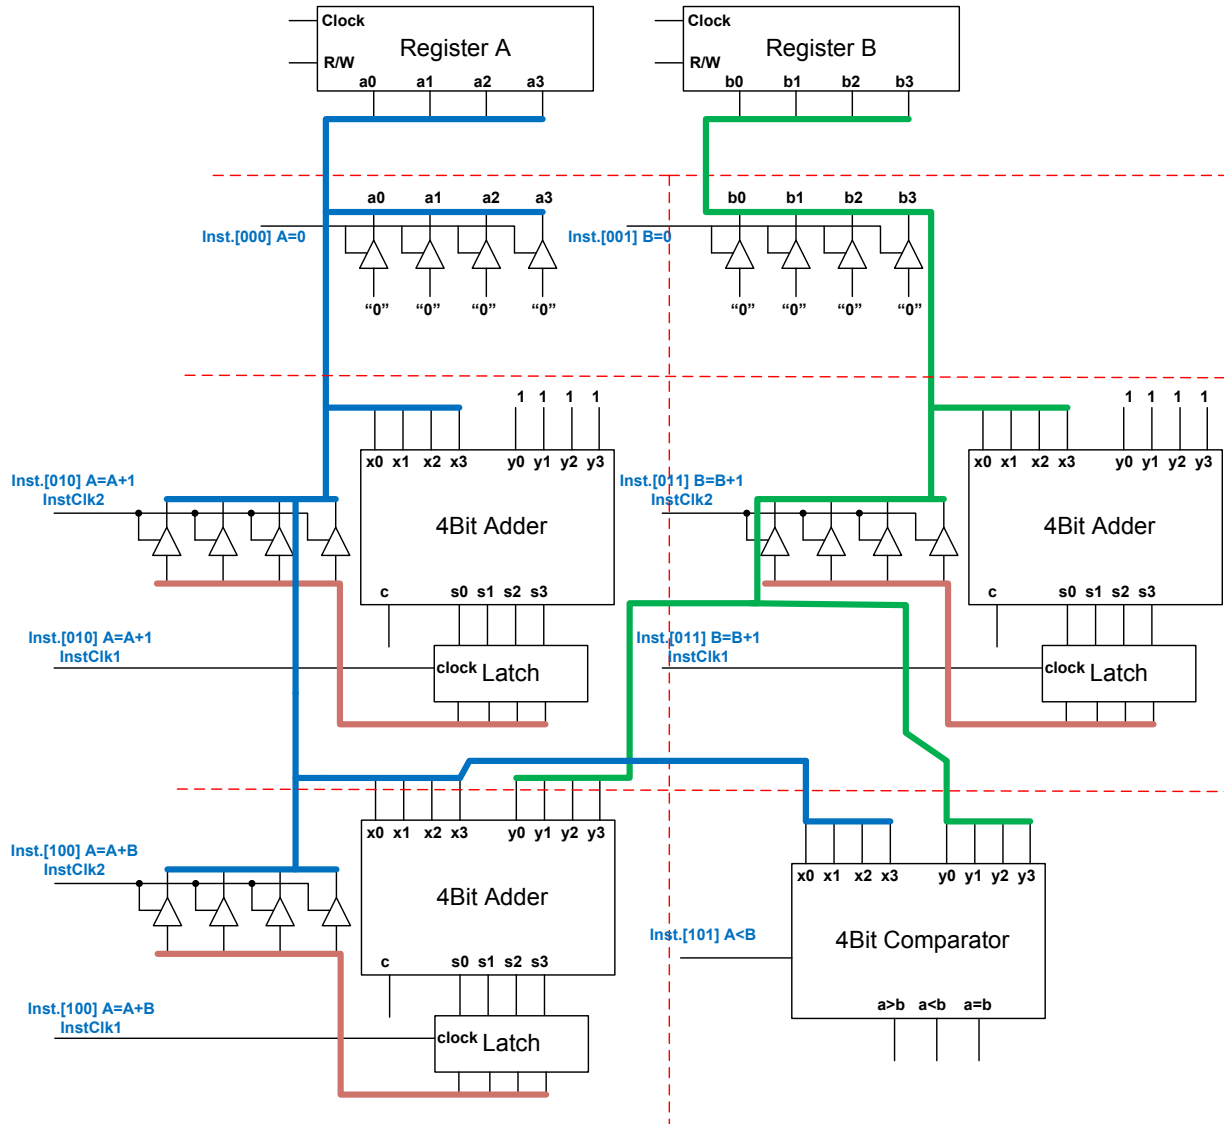 Clock
Register A
R/W
a0 a1 a2 a3
Clock
Register B
R/W
b0 b1 b2 b3
a0 a1 a2 a3
Inst.[000] A=0
“0” “0” “0” “0”
b0 b1 b2 b3
Inst.[001] B=0
“0” “0” “0” “0”
1 1 1 1
x0 x1 x2 x3 y0 y1 y2 y3
Inst.[010] A=A+1
InstClk2
4Bit Adder
c s0 s1 s2 s3
Inst.[010] A=A+1
InstClk1
clock Latch
1 1 1 1
x0 x1 x2 x3 y0 y1 y2 y3
Inst.[011] B=B+1
InstClk2
4Bit Adder
c s0 s1 s2 s3
Inst.[011] B=B+1
InstClk1
clock Latch
x0 x1 x2 x3 y0 y1 y2 y3
Inst.[100] A=A+B
InstClk2
4Bit Adder
c s0 s1 s2 s3
Inst.[100] A=A+B
InstClk1
clock Latch
x0 x1 x2 x3 y0 y1 y2 y3
Inst.[101] A<B
4Bit Comparator
a>b a<b a=b